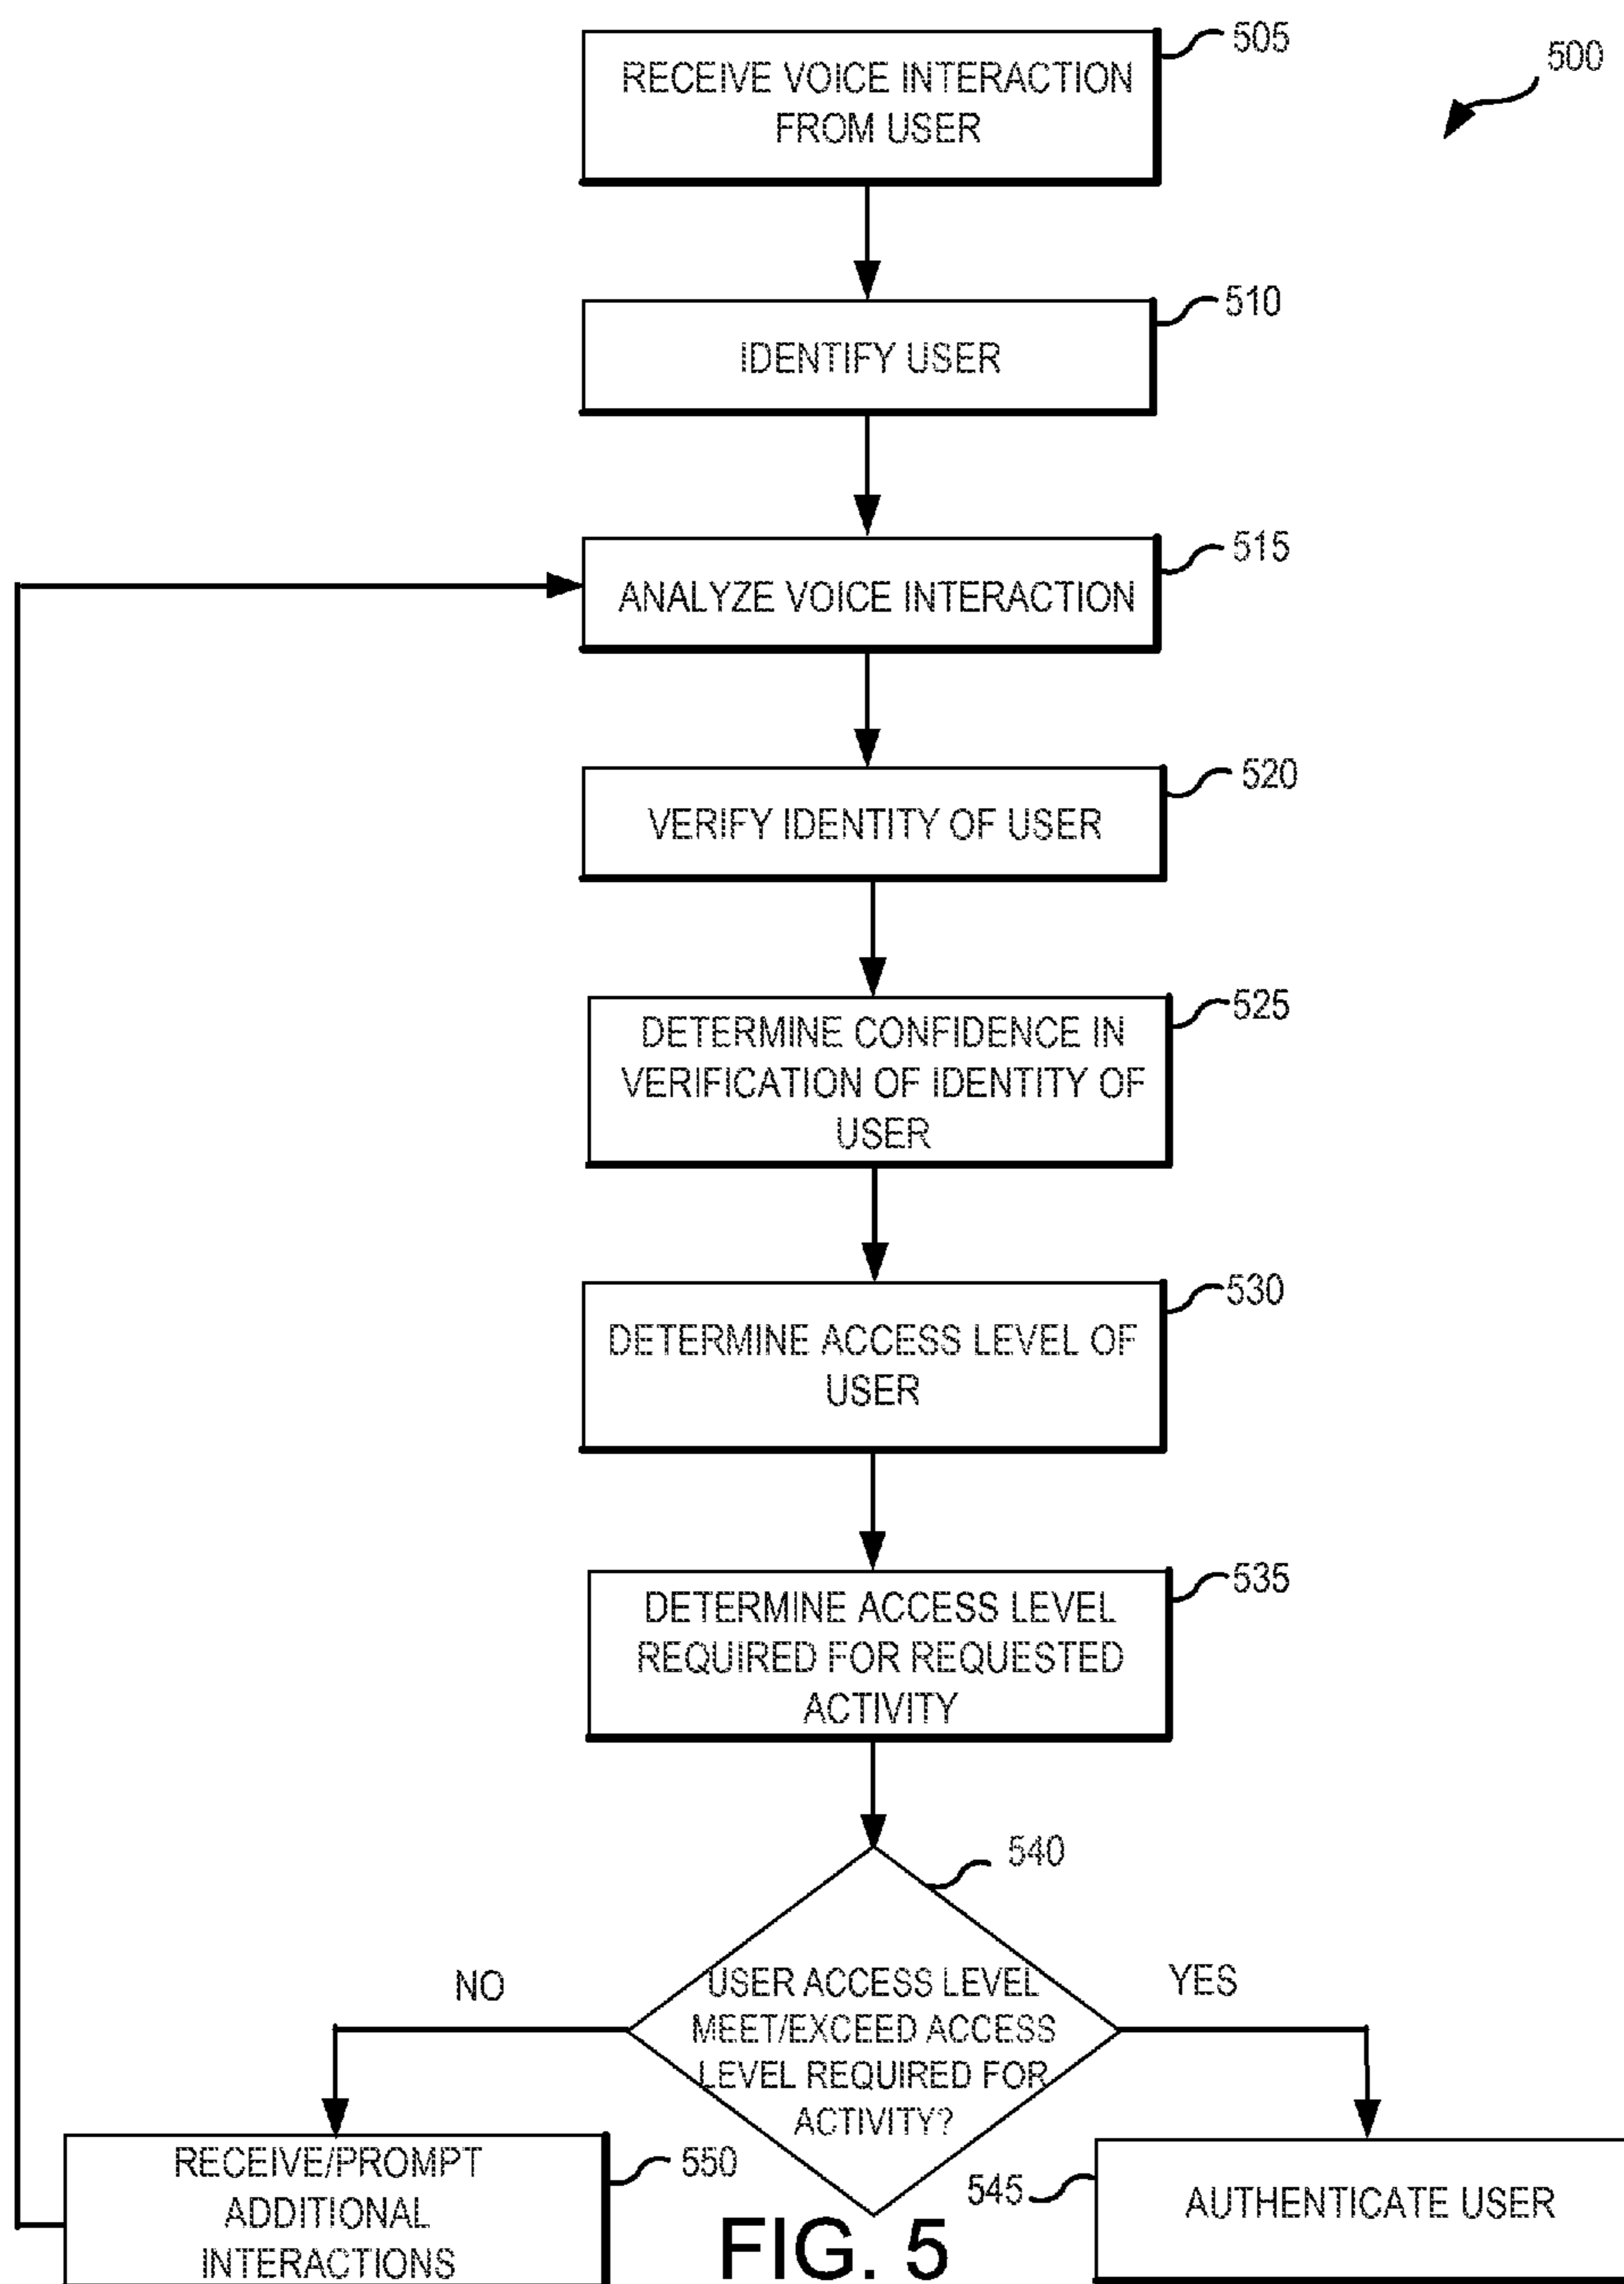 505
500
RECEIVE VOICE INTERACTION
FROM USER
510
IDENTIFY USER
515
ANALYZE VOICE INTERACTION
520
VERIFY IDENTITY OF USER
525
DETERMINE CONFIDENCE IN
VERIFICATION OF IDENTITY OF
USER
530
DETERMINE ACCESS LEVEL OF
USER
535
DETERMINE ACCESS LEVEL
REQUIRED FOR REQUESTED
ACTIVITY
540
NO
YES
USER ACCESS LEVEL
MEET/EXCEED ACCESS
LEVEL REQUIRED FOR
ACTIVITY?
RECEIVE/PROMPT
ADDITIONAL
INTERACTIONS
550
545
AUTHENTICATE USER
FIG. 5